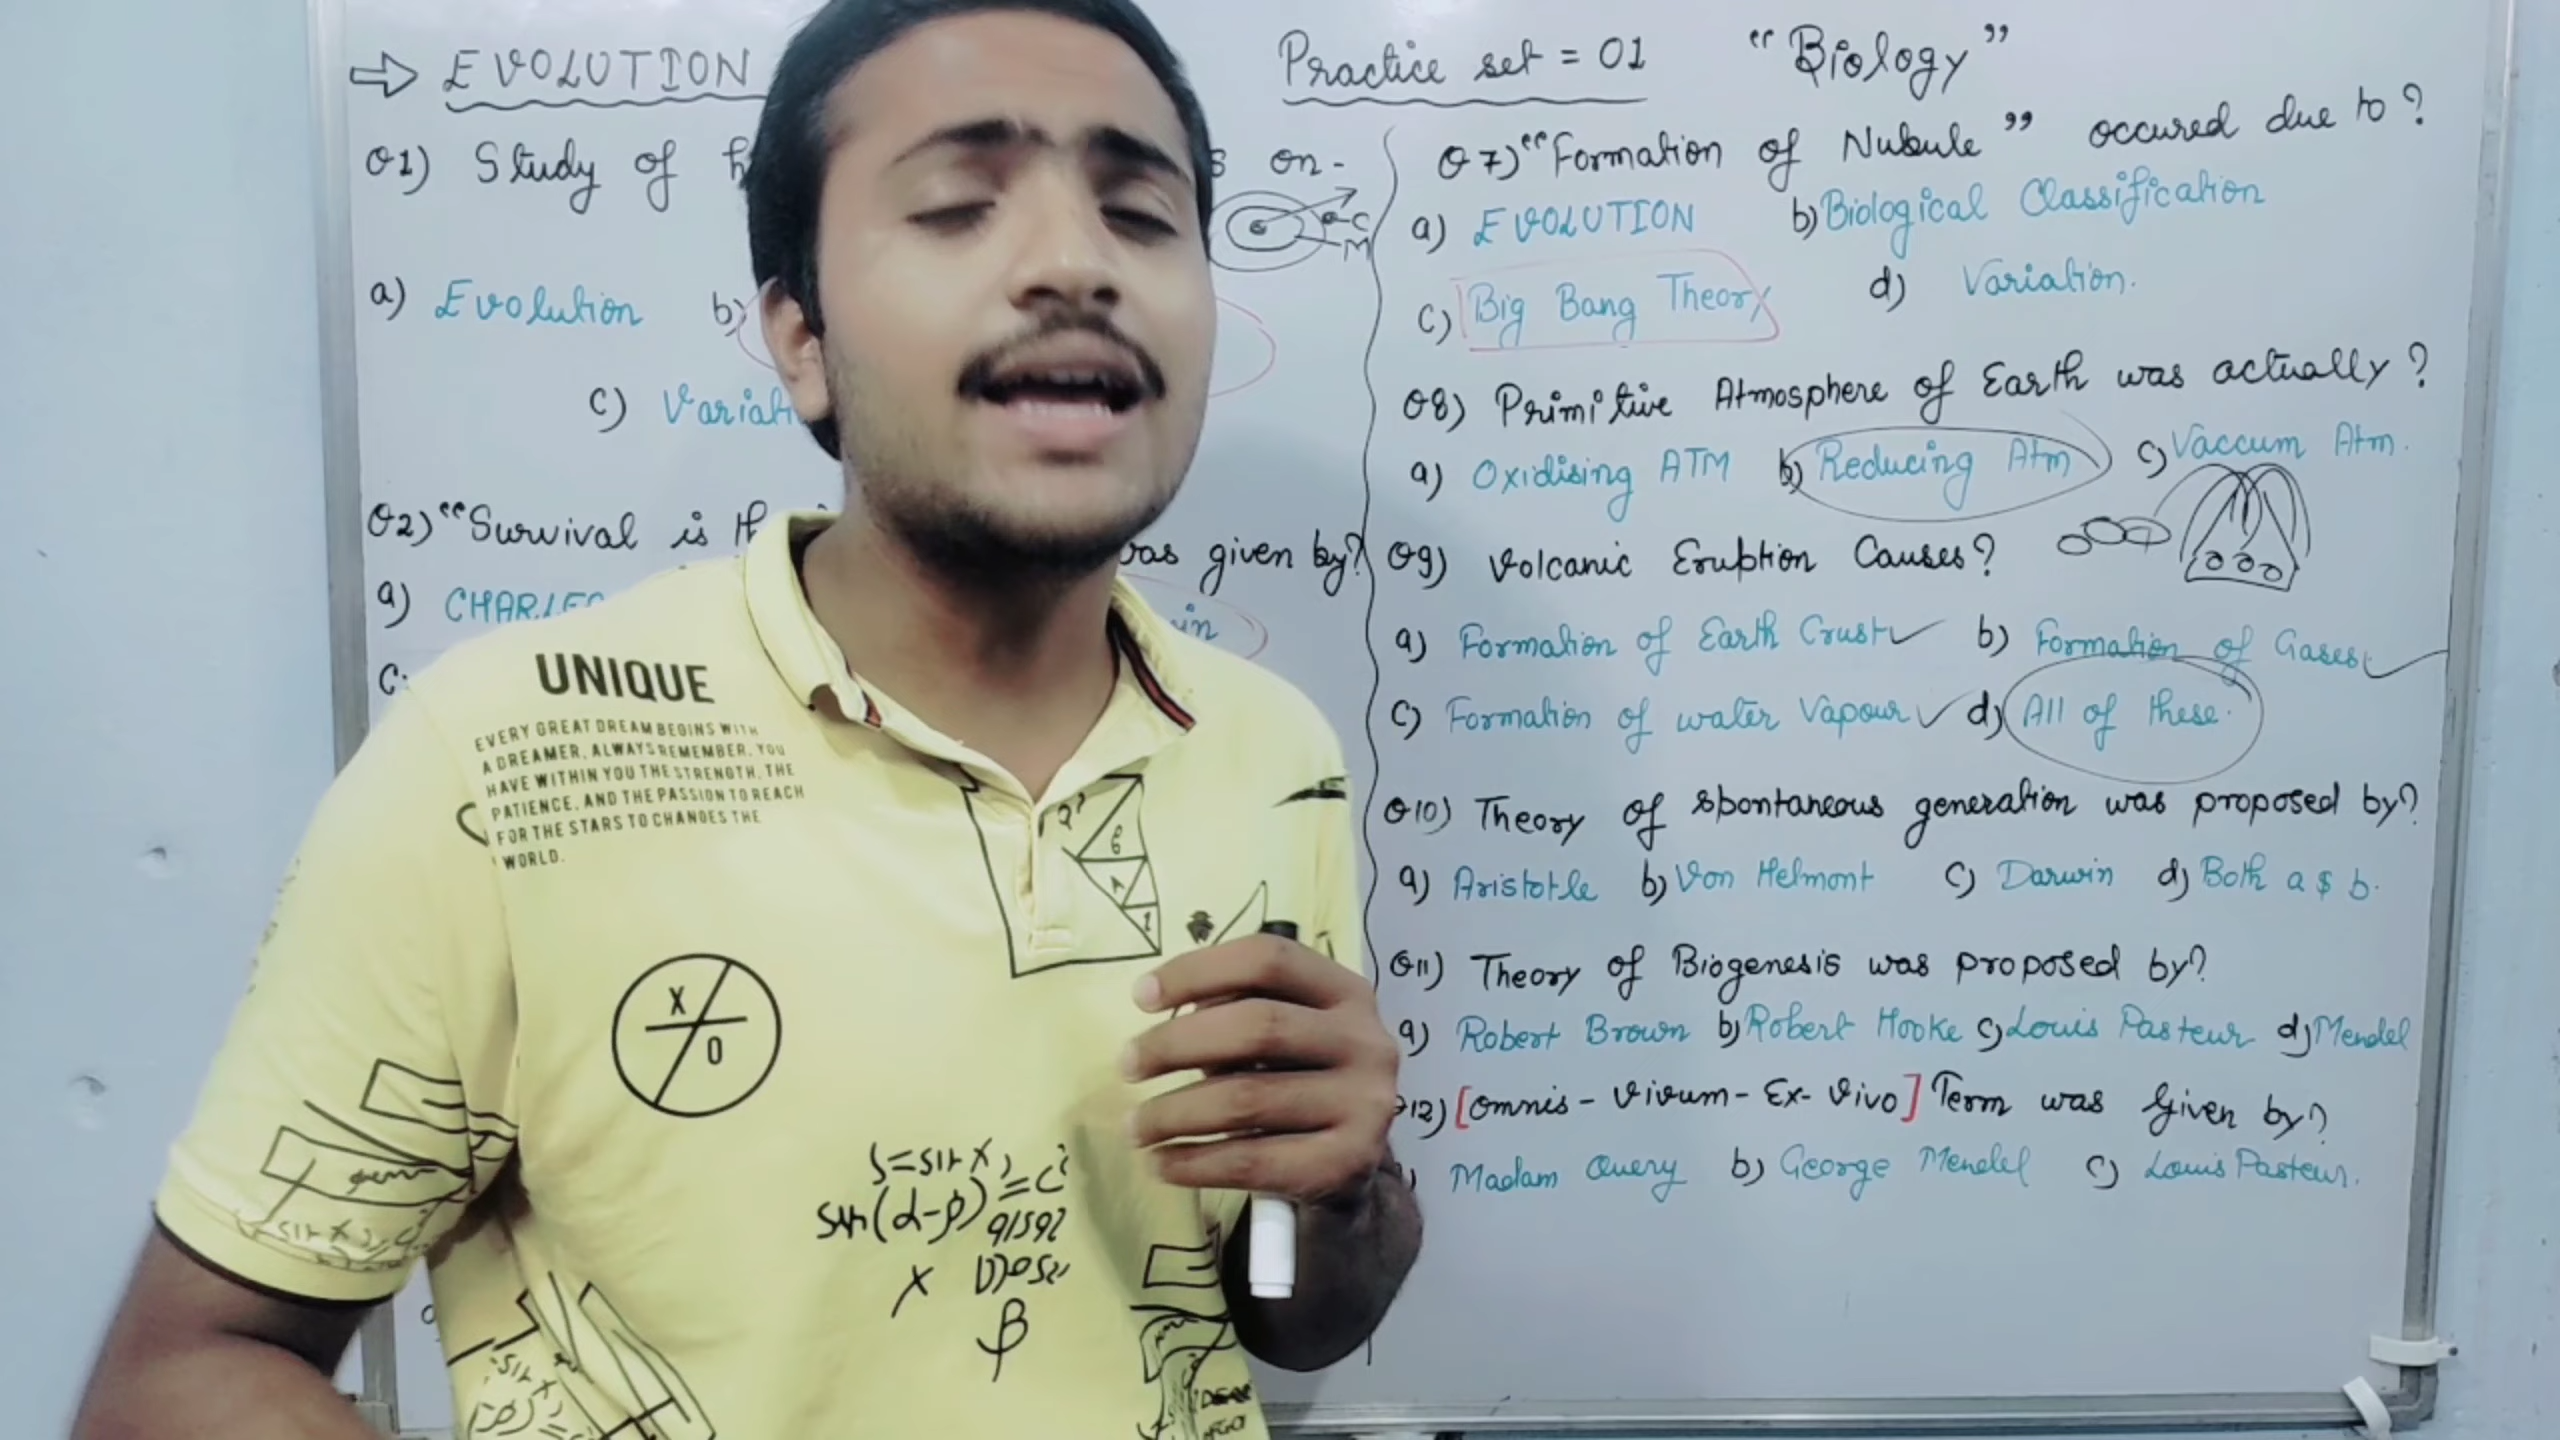 EVOLUTION
Practice set = 01 "Biology"
Q1) Study of
on-
C
M
a) Evolution b)
c)
Q2) "Survival is
was given by?
a) CHARLES
c.
Q7) "Formation of Nubule" occured due to?
a) EVOLUTION b) Biological Classification
c) Big Bang Theory d) Variation.
Q8) Primitive Atmosphere of Earth was actually?
a) Oxidising ATM b) Reducing Atm c) Vaccum Atm.
Q9) Volcanic Eruption Causes?
a) Formation of Earth Crust b) Formation of Gases
c) Formation of water Vapour d) All of these.
Q10) Theory of spontaneous generation was proposed by?
a) Aristotle b) Von Helmont c) Darwin d) Both a $ b.
Q11) Theory of Biogenesis was proposed by?
a) Robert Brown b) Robert Hooke c) Louis Pasteur d) Mendel
12) [Omnis - Vivum - Ex - Vivo] Term was Given by?
) Madam Query b) George Mendel c) Louis Pasteur.
UNIQUE
EVERY GREAT DREAM BEGINS WITH
A DREAMER, ALWAYS REMEMBER, YOU
HAVE WITHIN YOU THE STRENGTH, THE
PATIENCE, AND THE PASSION TO REACH
FOR THE STARS TO CHANGES THE
WORLD.
X
O
β